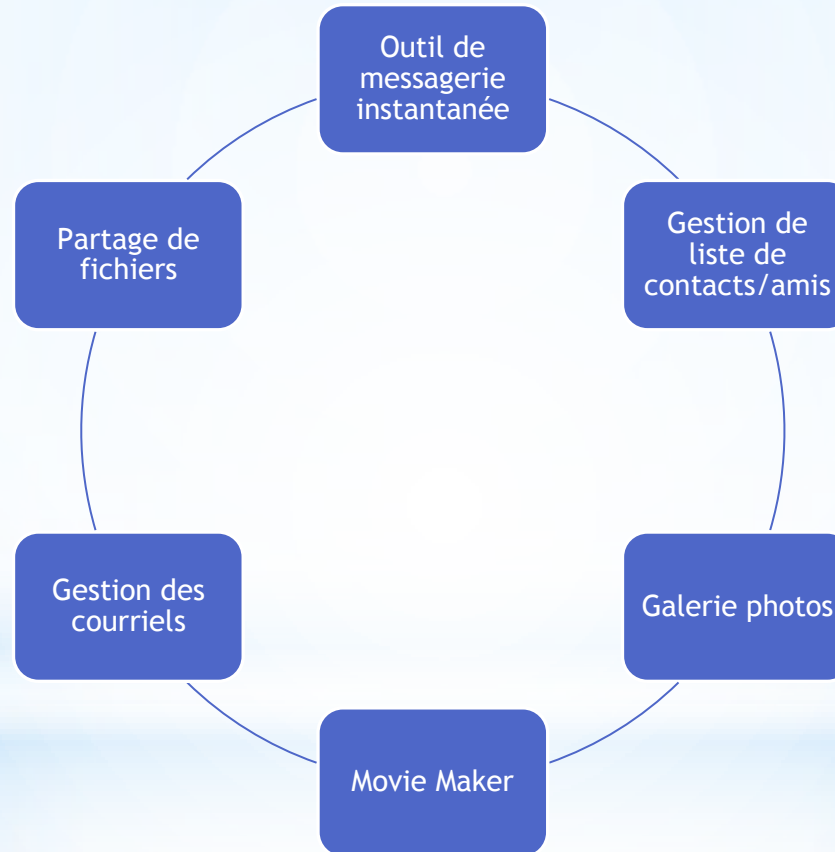 Outil de
messagerie
instantanée
Gestion de
liste de
contacts/amis
Galerie photos
Movie Maker
Gestion des
courriels
Partage de
fichiers